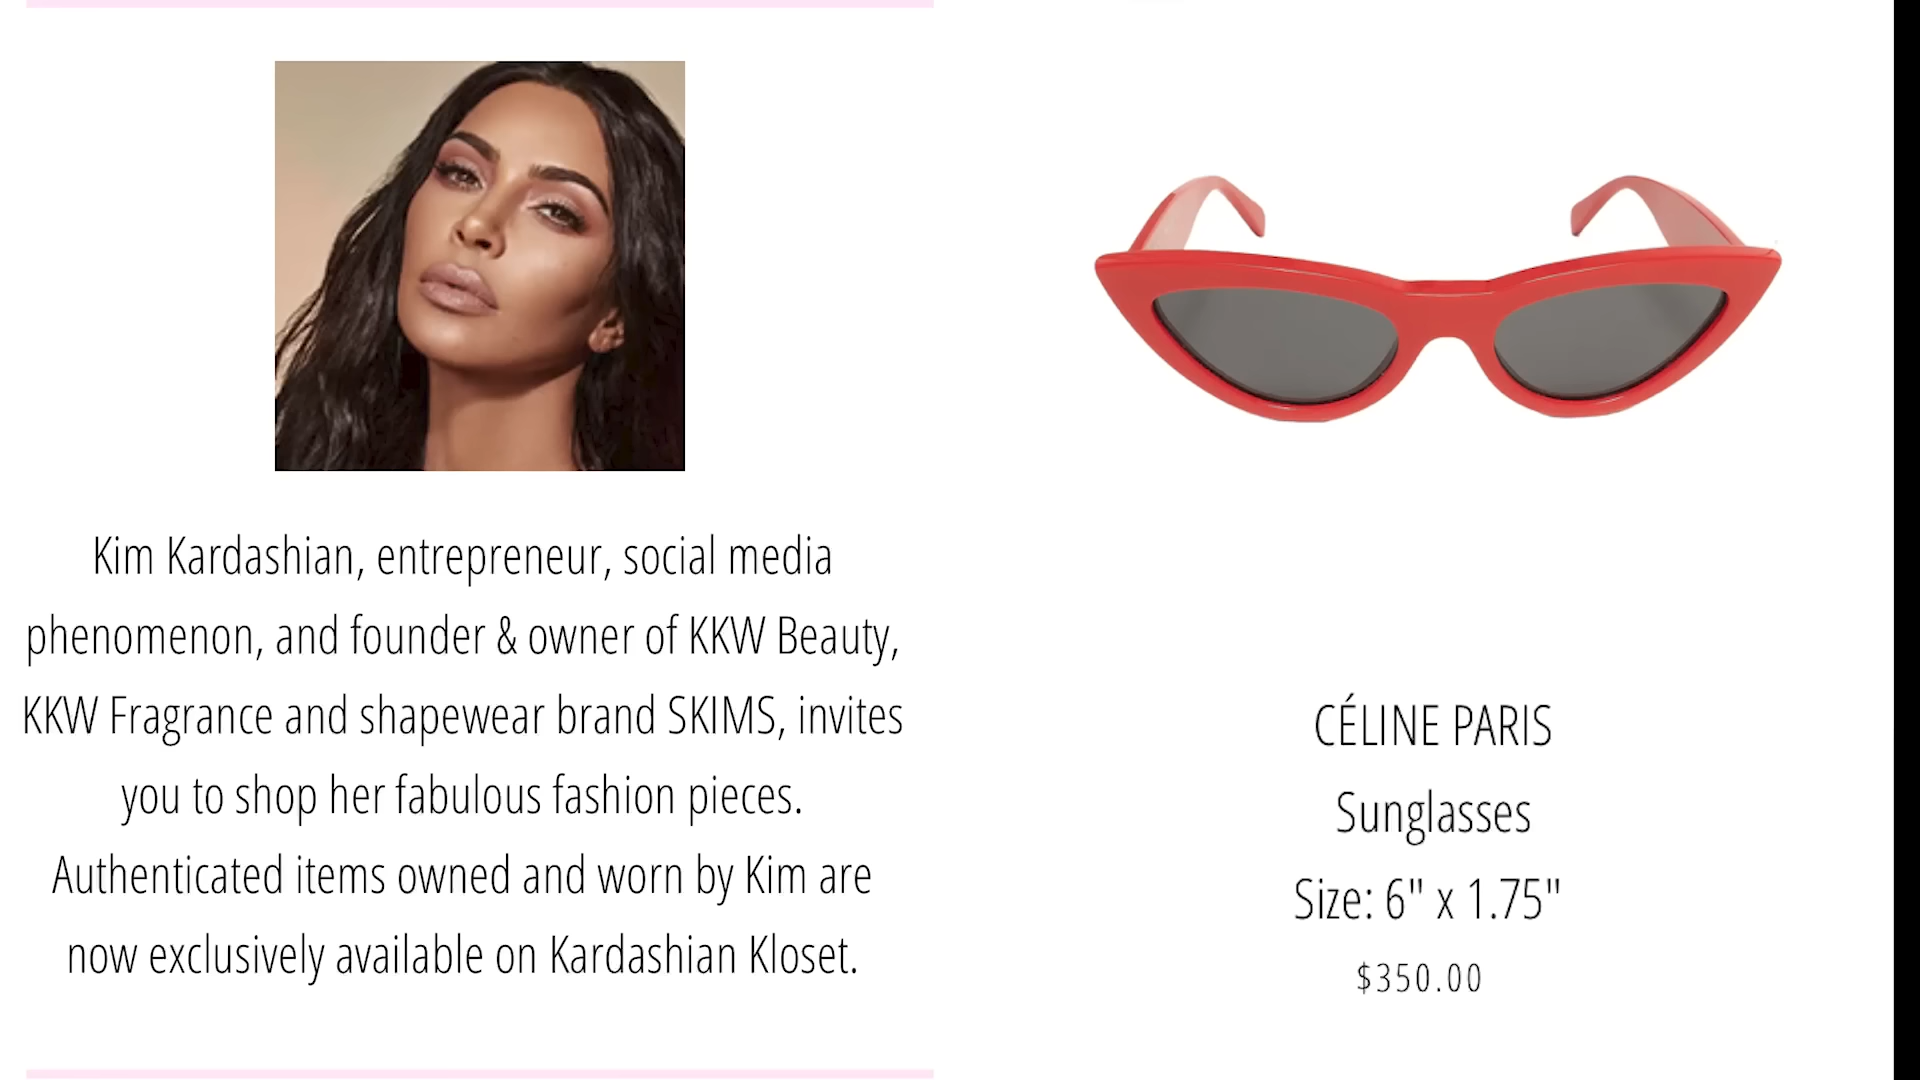 Kim Kardashian, entrepreneur, social media
phenomenon, and founder & owner of KKW Beauty,
KKW Fragrance and shapewear brand SKIMS, invites
you to shop her fabulous fashion pieces.
Authenticated items owned and worn by Kim are
now exclusively available on Kardashian Kloset.
CÉLINE PARIS
Sunglasses
Size: 6" x 1.75"
$350.00